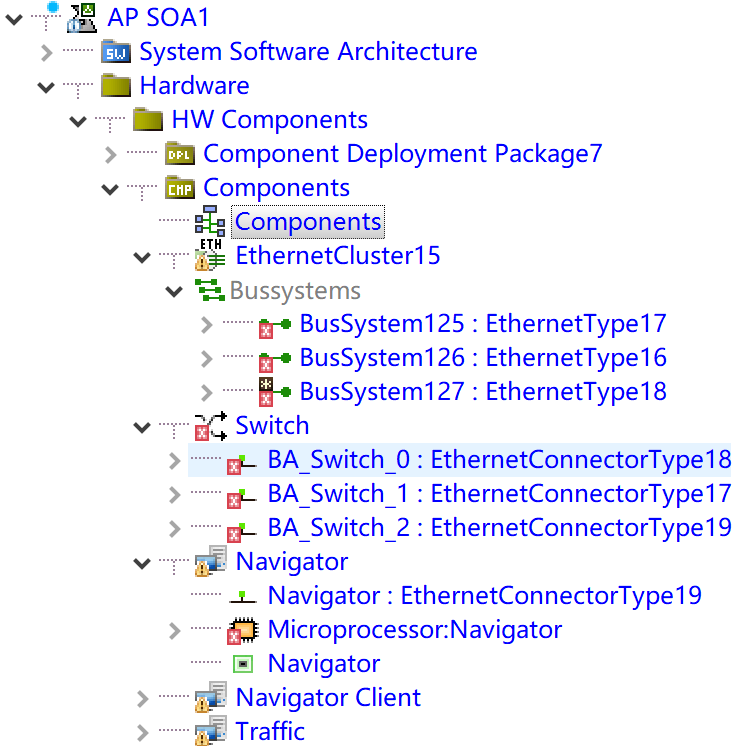 AP SOA1
SW System Software Architecture
Hardware
HW Components
DPL Component Deployment Package7
CMP Components
Components
ETH EthernetCluster15
Bussystems
BusSystem125 : EthernetType17
BusSystem126 : EthernetType16
BusSystem127 : EthernetType18
Switch
BA_Switch_0 : EthernetConnectorType18
BA_Switch_1 : EthernetConnectorType17
BA_Switch_2 : EthernetConnectorType19
Navigator
Navigator : EthernetConnectorType19
Microprocessor:Navigator
Navigator
Navigator Client
Traffic